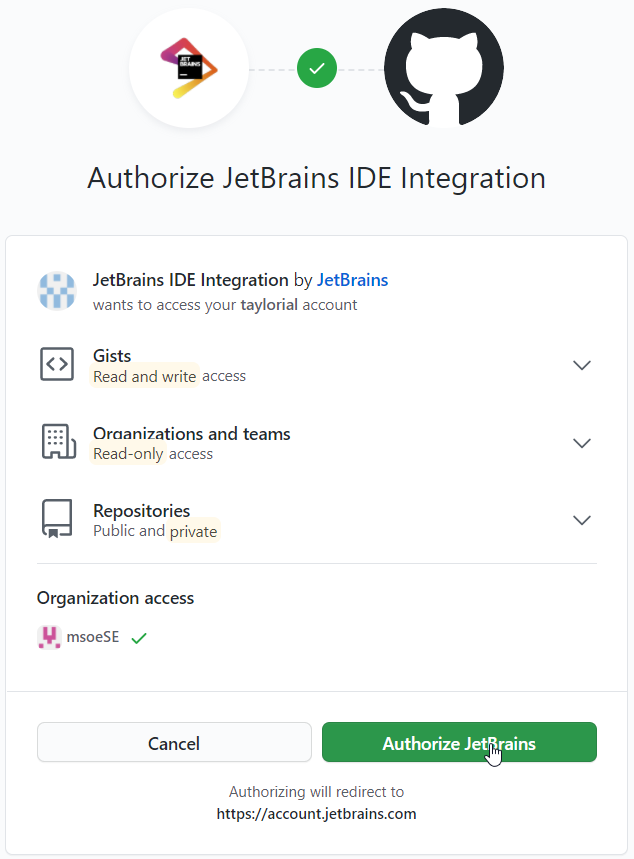 JET
BRAINS
Authorize JetBrains IDE Integration
JetBrains IDE Integration by JetBrains
wants to access your taylorial account
Gists
Read and write access
Organizations and teams
Read-only access
Repositories
Public and private
Organization access
msoeSE
Cancel
Authorize JetBrains
Authorizing will redirect to
https://account.jetbrains.com